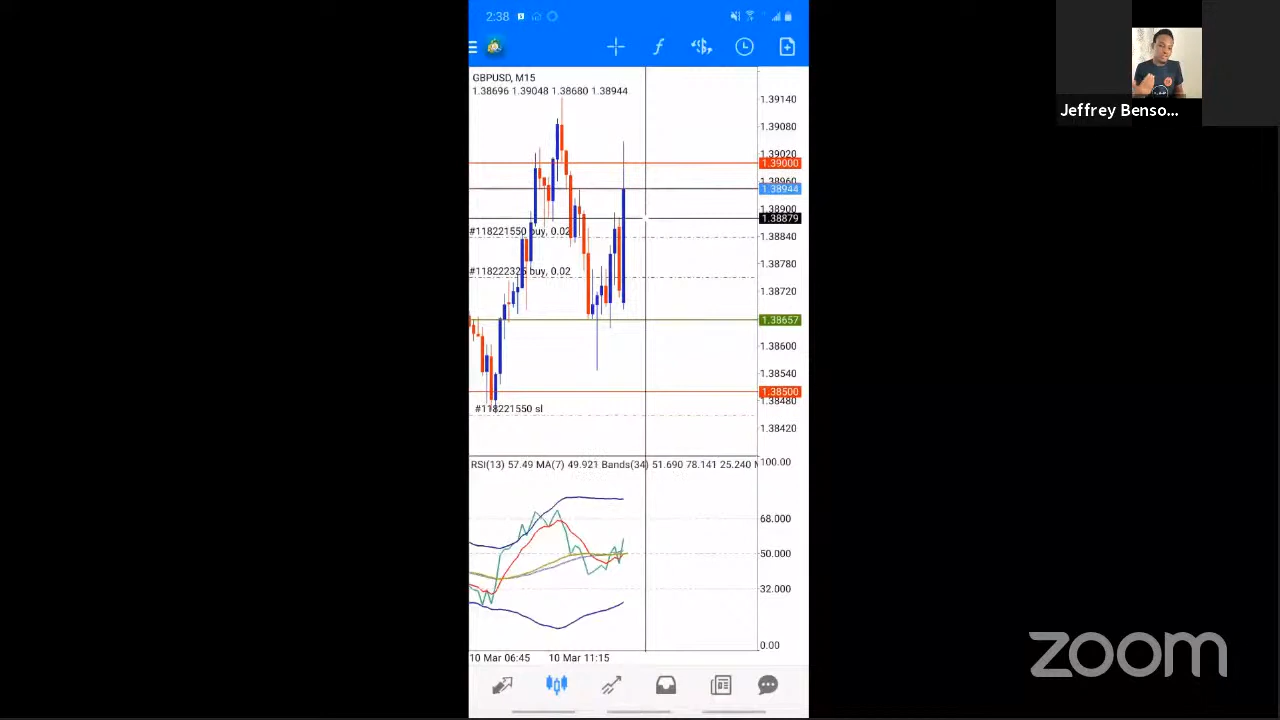 2:38
Jeffrey Benso...
GBPUSD, M15
1.38696 1.39048 1.38680 1.38944
1.39140
1.39080
1.39020
1.39000
1.38960
1.38944
1.38900
1.38879
#118221550 buy, 0.02
1.38840
#118222325 buy, 0.02
1.38780
1.38720
1.38657
1.38600
1.38540
1.38500
1.38480
#118221550 sl
1.38420
RSI(13) 57.49 MA(7) 49.921 Bands(34) 51.690 78.141 25.240
100.00
68.000
50.000
32.000
0.00
10 Mar 06:45 10 Mar 11:15
zoom